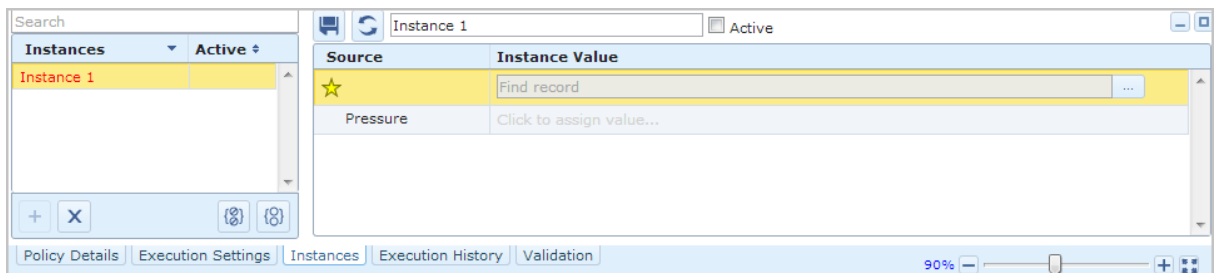 Search
Instances
Active
Instance 1
Instance 1
Active
Source
Instance Value
Find record
...
Pressure
Click to assign value...
Policy Details
Execution Settings
Instances
Execution History
Validation
90%